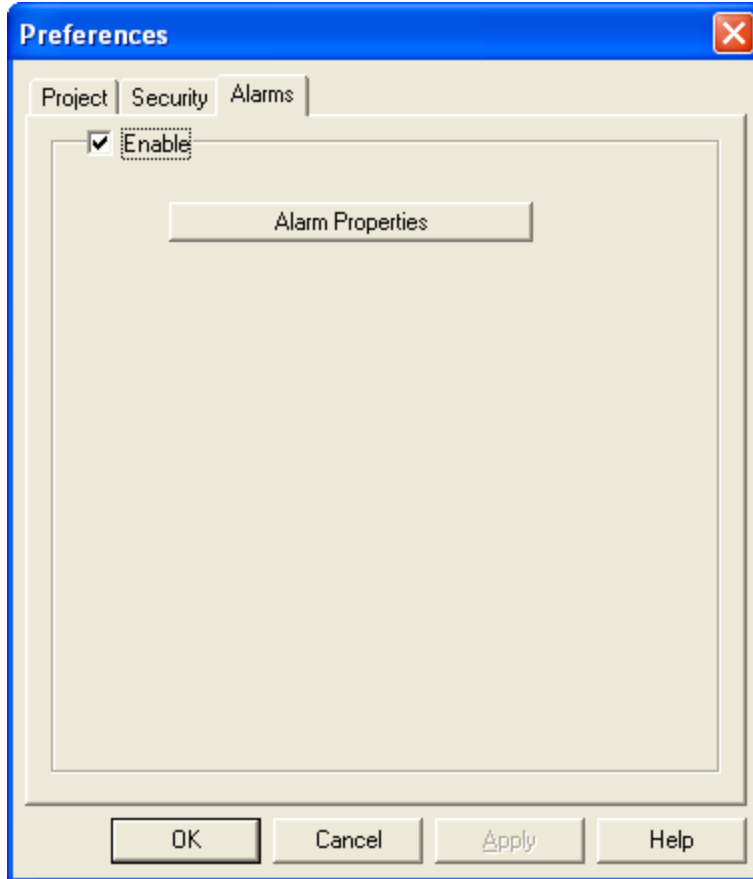 Preferences
Project Security Alarms
Enable
Alarm Properties
OK Cancel Apply Help